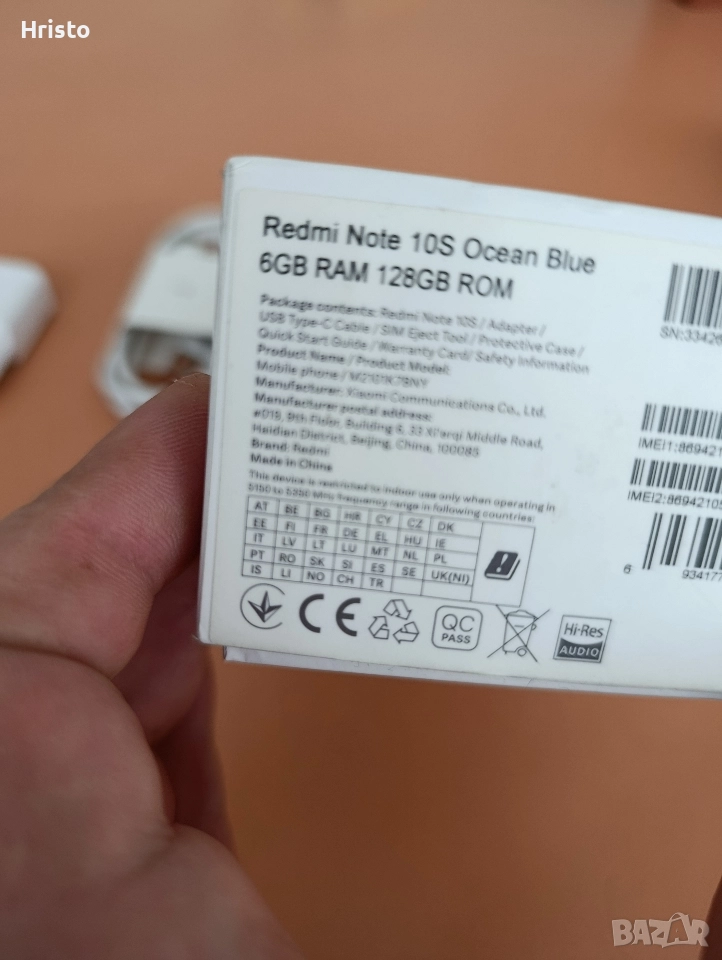 Hristo
Redmi Note 10S Ocean Blue
6GB RAM 128GB ROM
Package contents: Redmi Note 10S / Adapter /
USB Type-C Cable / SIM Eject Tool / Protective Case /
Quick Start Guide / Warranty Card/ Safety Information
Product Name / Product Model:
Mobile phone / M2101K7BNY
Manufacturer: Xiaomi Communications Co., Ltd.
Manufacturer postal address:
#019, 9th Floor, Building 6, 33 Xi'erqi Middle Road,
Haidian District, Beijing, China, 100085
Brand: Redmi
Made in China
This device is restricted to indoor use only when operating in
5150 to 5350 MHz frequency range in following countries:
AT BE BG HR CY CZ DK
EE FI FR DE EL HU IE
IT LV LT LU MT NL PL
PT RO SK SI ES SE UK(NI)
IS LI NO CH TR
CE
QC
PASS
Hi-Res
AUDIO
SN:33426
IMEI1:869421
IMEI2:86942105
6 93417
BAZAR